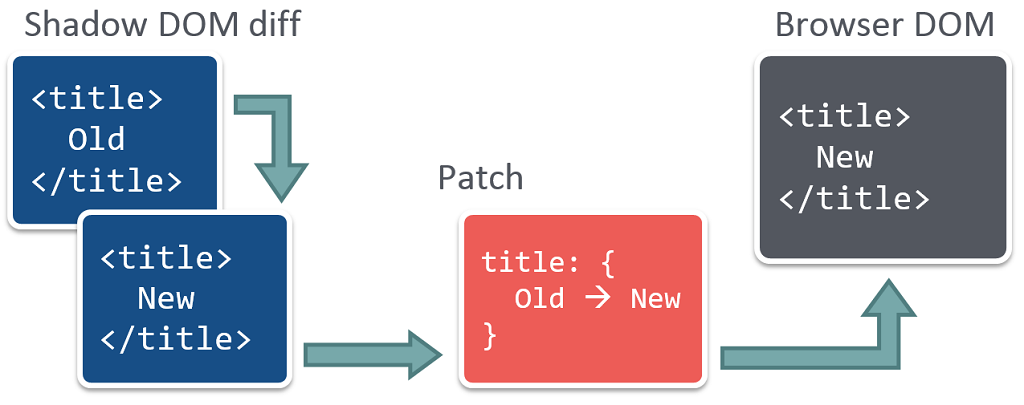 Shadow DOM diff
<title>
Old
</title>
<title>
New
</title>
Patch
title: {
Old → New
}
Browser DOM
<title>
New
</title>